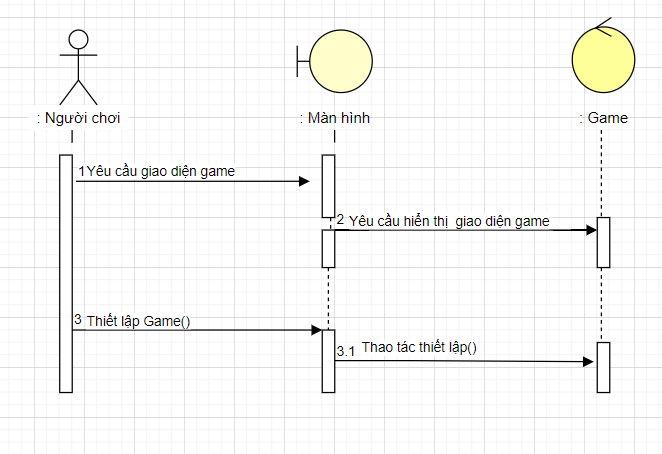 : Người chơi
: Màn hình
: Game
1Yêu cầu giao diện game
2 Yêu cầu hiển thị giao diện game
3 Thiết lập Game()
3.1 Thao tác thiết lập()